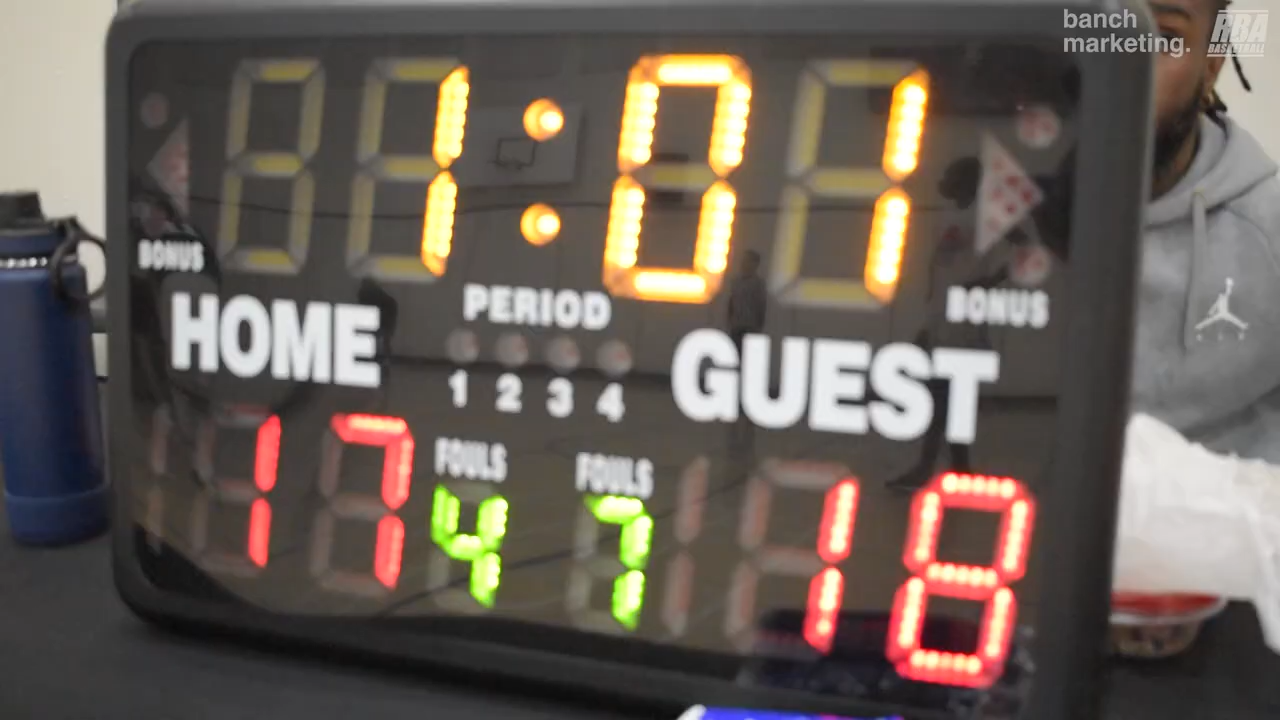 banch
marketing.
RBA
BASKETBALL
1:01
BONUS
PERIOD
BONUS
HOME
GUEST
1 2 3 4
FOULS FOULS
17 4 7 18